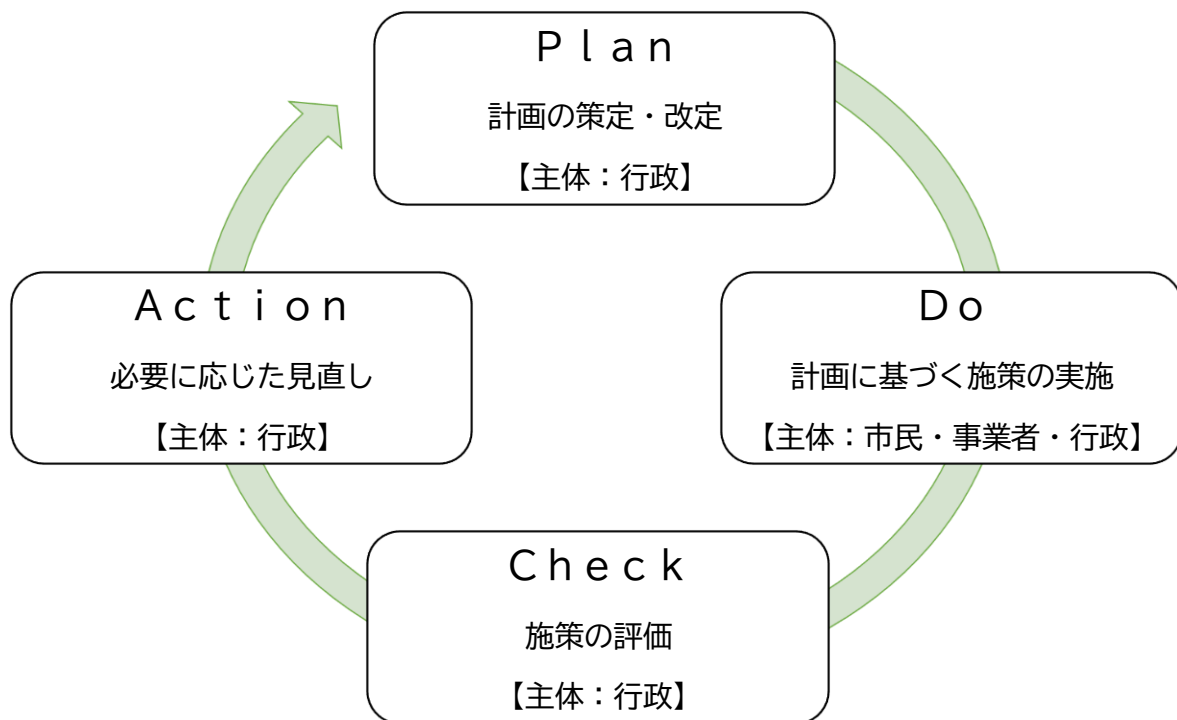 Ｐｌａｎ
計画の策定・改定
【主体：行政】
Ｄｏ
計画に基づく施策の実施
【主体：市民・事業者・行政】
Ｃｈｅｃｋ
施策の評価
【主体：行政】
Ａｃｔｉｏｎ
必要に応じた見直し
【主体：行政】